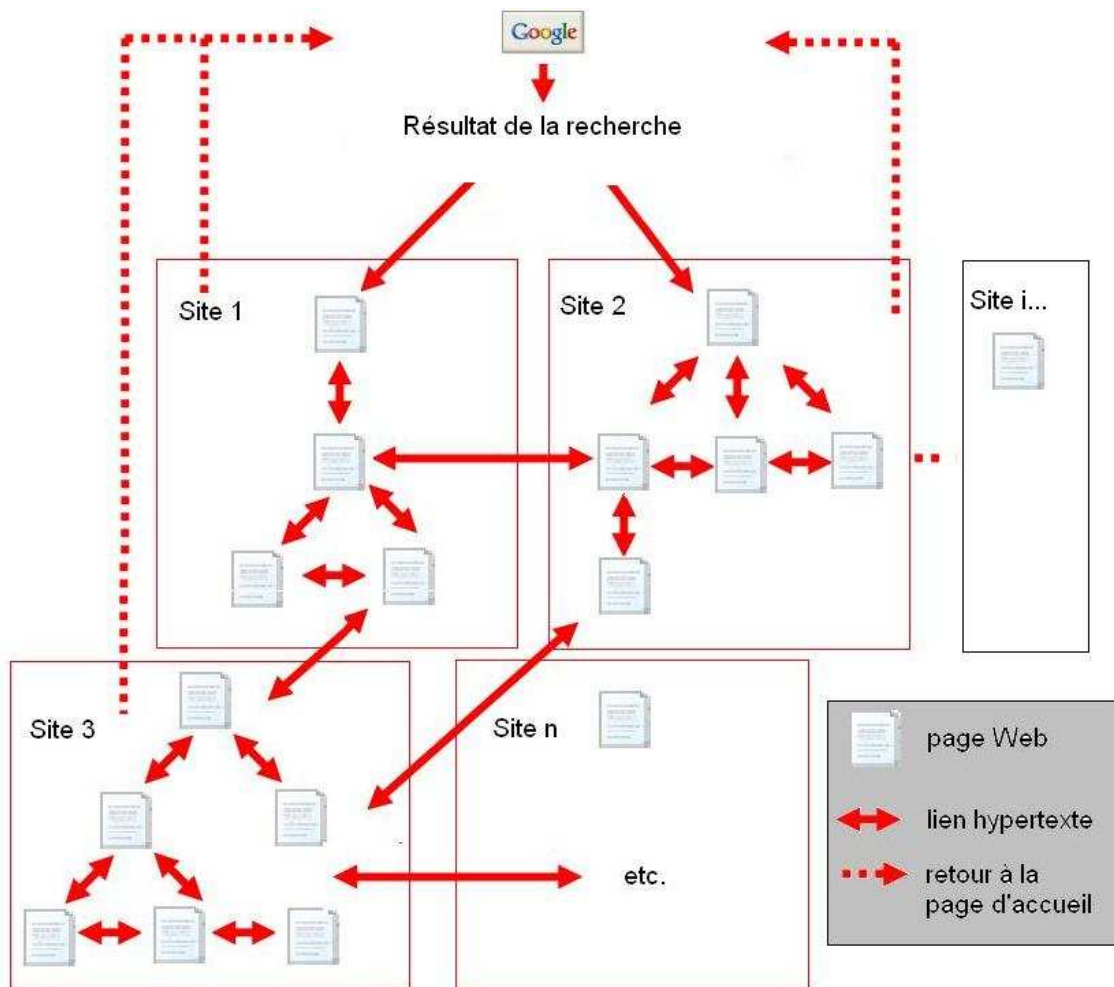 Google
Résultat de la recherche
Site 1
Site 2
Site i...
Site 3
Site n
etc.
page Web
lien hypertexte
retour à la
page d'accueil